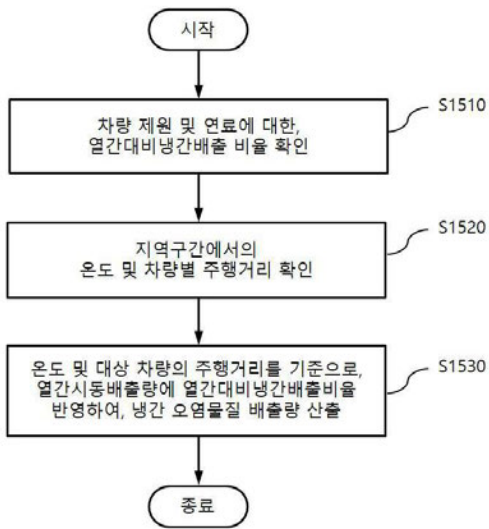 시작
S1510
차량 제원 및 연료에 대한,
열간대비냉간배출 비율 확인
S1520
지역구간에서의
온도 및 차량별 주행거리 확인
S1530
온도 및 대상 차량의 주행거리를 기준으로,
열간시동배출량에 열간대비냉간배출비율
반영하여, 냉간 오염물질 배출량 산출
종료